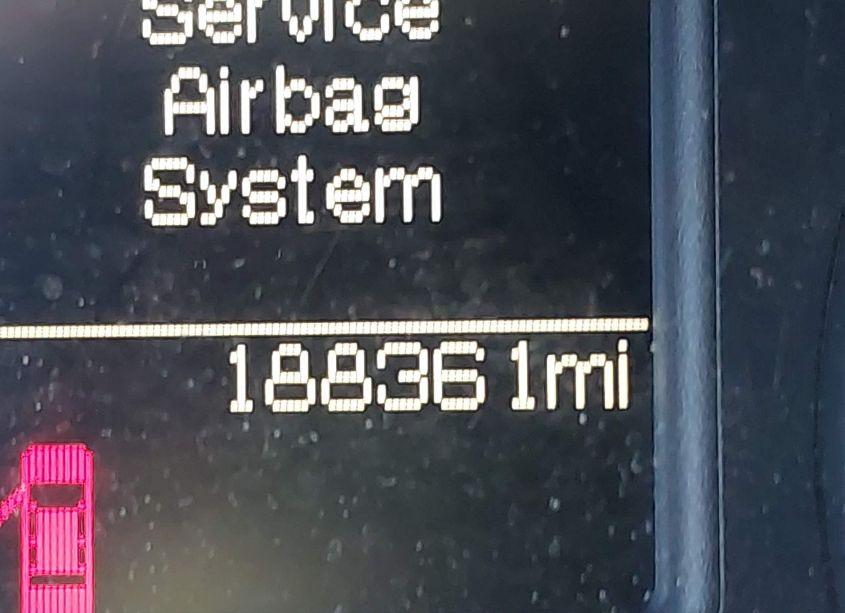 Service
Airbag
System
188361mi